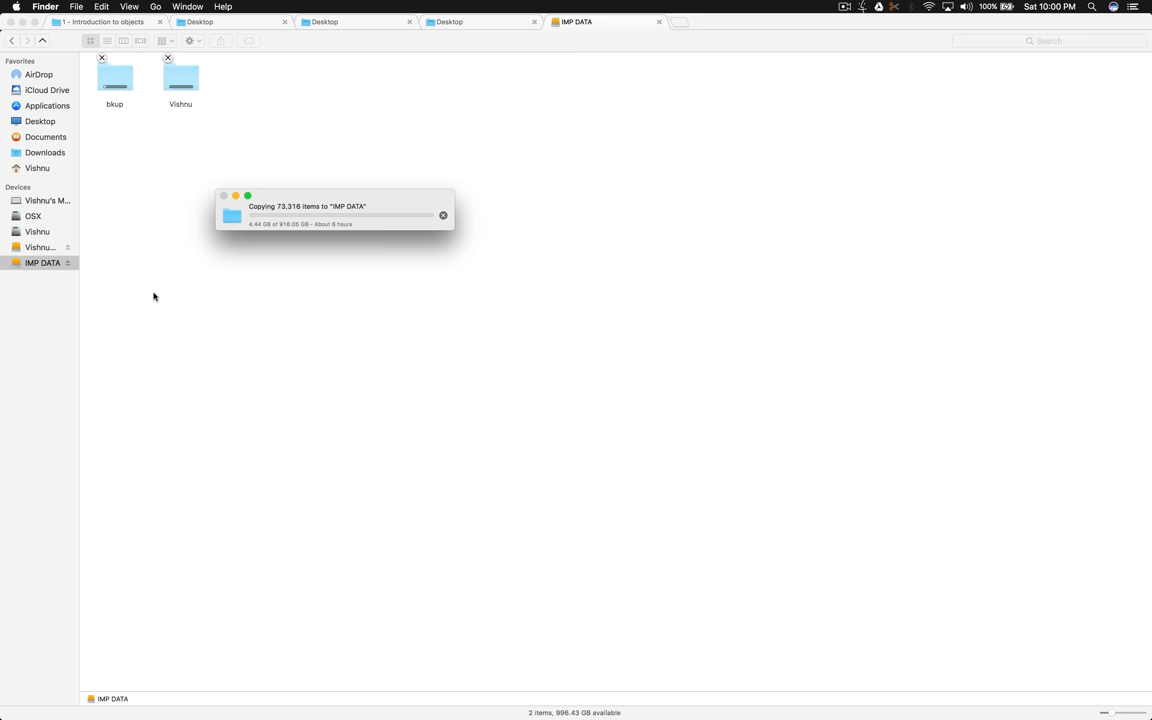 Finder File Edit View Go Window Help 100% Sat 10:00 PM
1 - Introduction to objects Desktop Desktop Desktop IMP DATA
Search
Favorites
AirDrop
iCloud Drive
Applications
Desktop
Documents
Downloads
Vishnu
Devices
Vishnu's M...
OSX
Vishnu
Vishnu...
IMP DATA
bkup Vishnu
Copying 73,316 items to "IMP DATA"
4.44 GB of 916.05 GB - About 6 hours
IMP DATA
2 items, 996.43 GB available